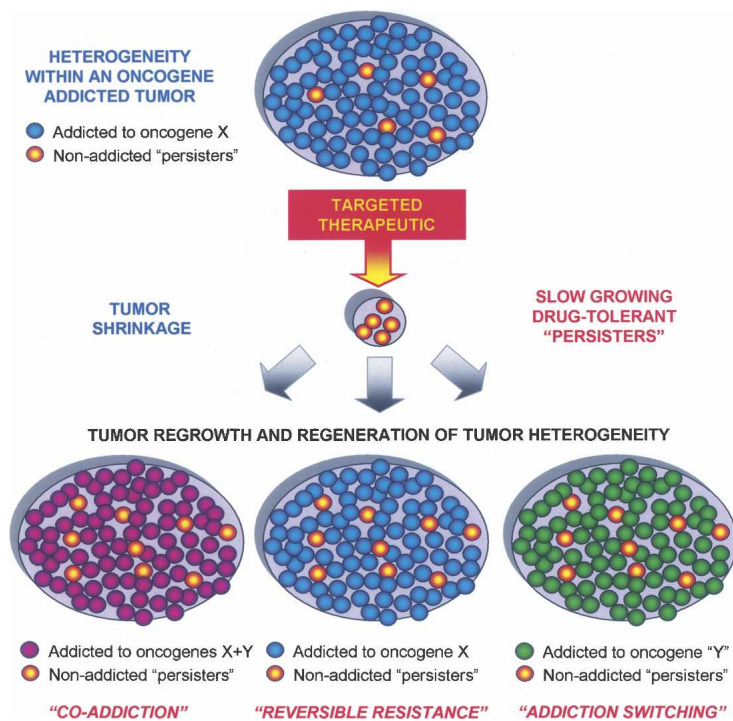 HETEROGENEITY
WITHIN AN ONCOGENE
ADDICTED TUMOR
Addicted to oncogene X
Non-addicted “persisters”
TARGETED
THERAPEUTIC
TUMOR
SHRINKAGE
SLOW GROWING
DRUG-TOLERANT
“PERSISTERS”
TUMOR REGROWTH AND REGENERATION OF TUMOR HETEROGENEITY
Addicted to oncogenes X+Y
Non-addicted “persisters”
“CO-ADDICTION”
Addicted to oncogene X
Non-addicted “persisters”
“REVERSIBLE RESISTANCE”
Addicted to oncogene “Y”
Non-addicted “persisters”
“ADDICTION SWITCHING”